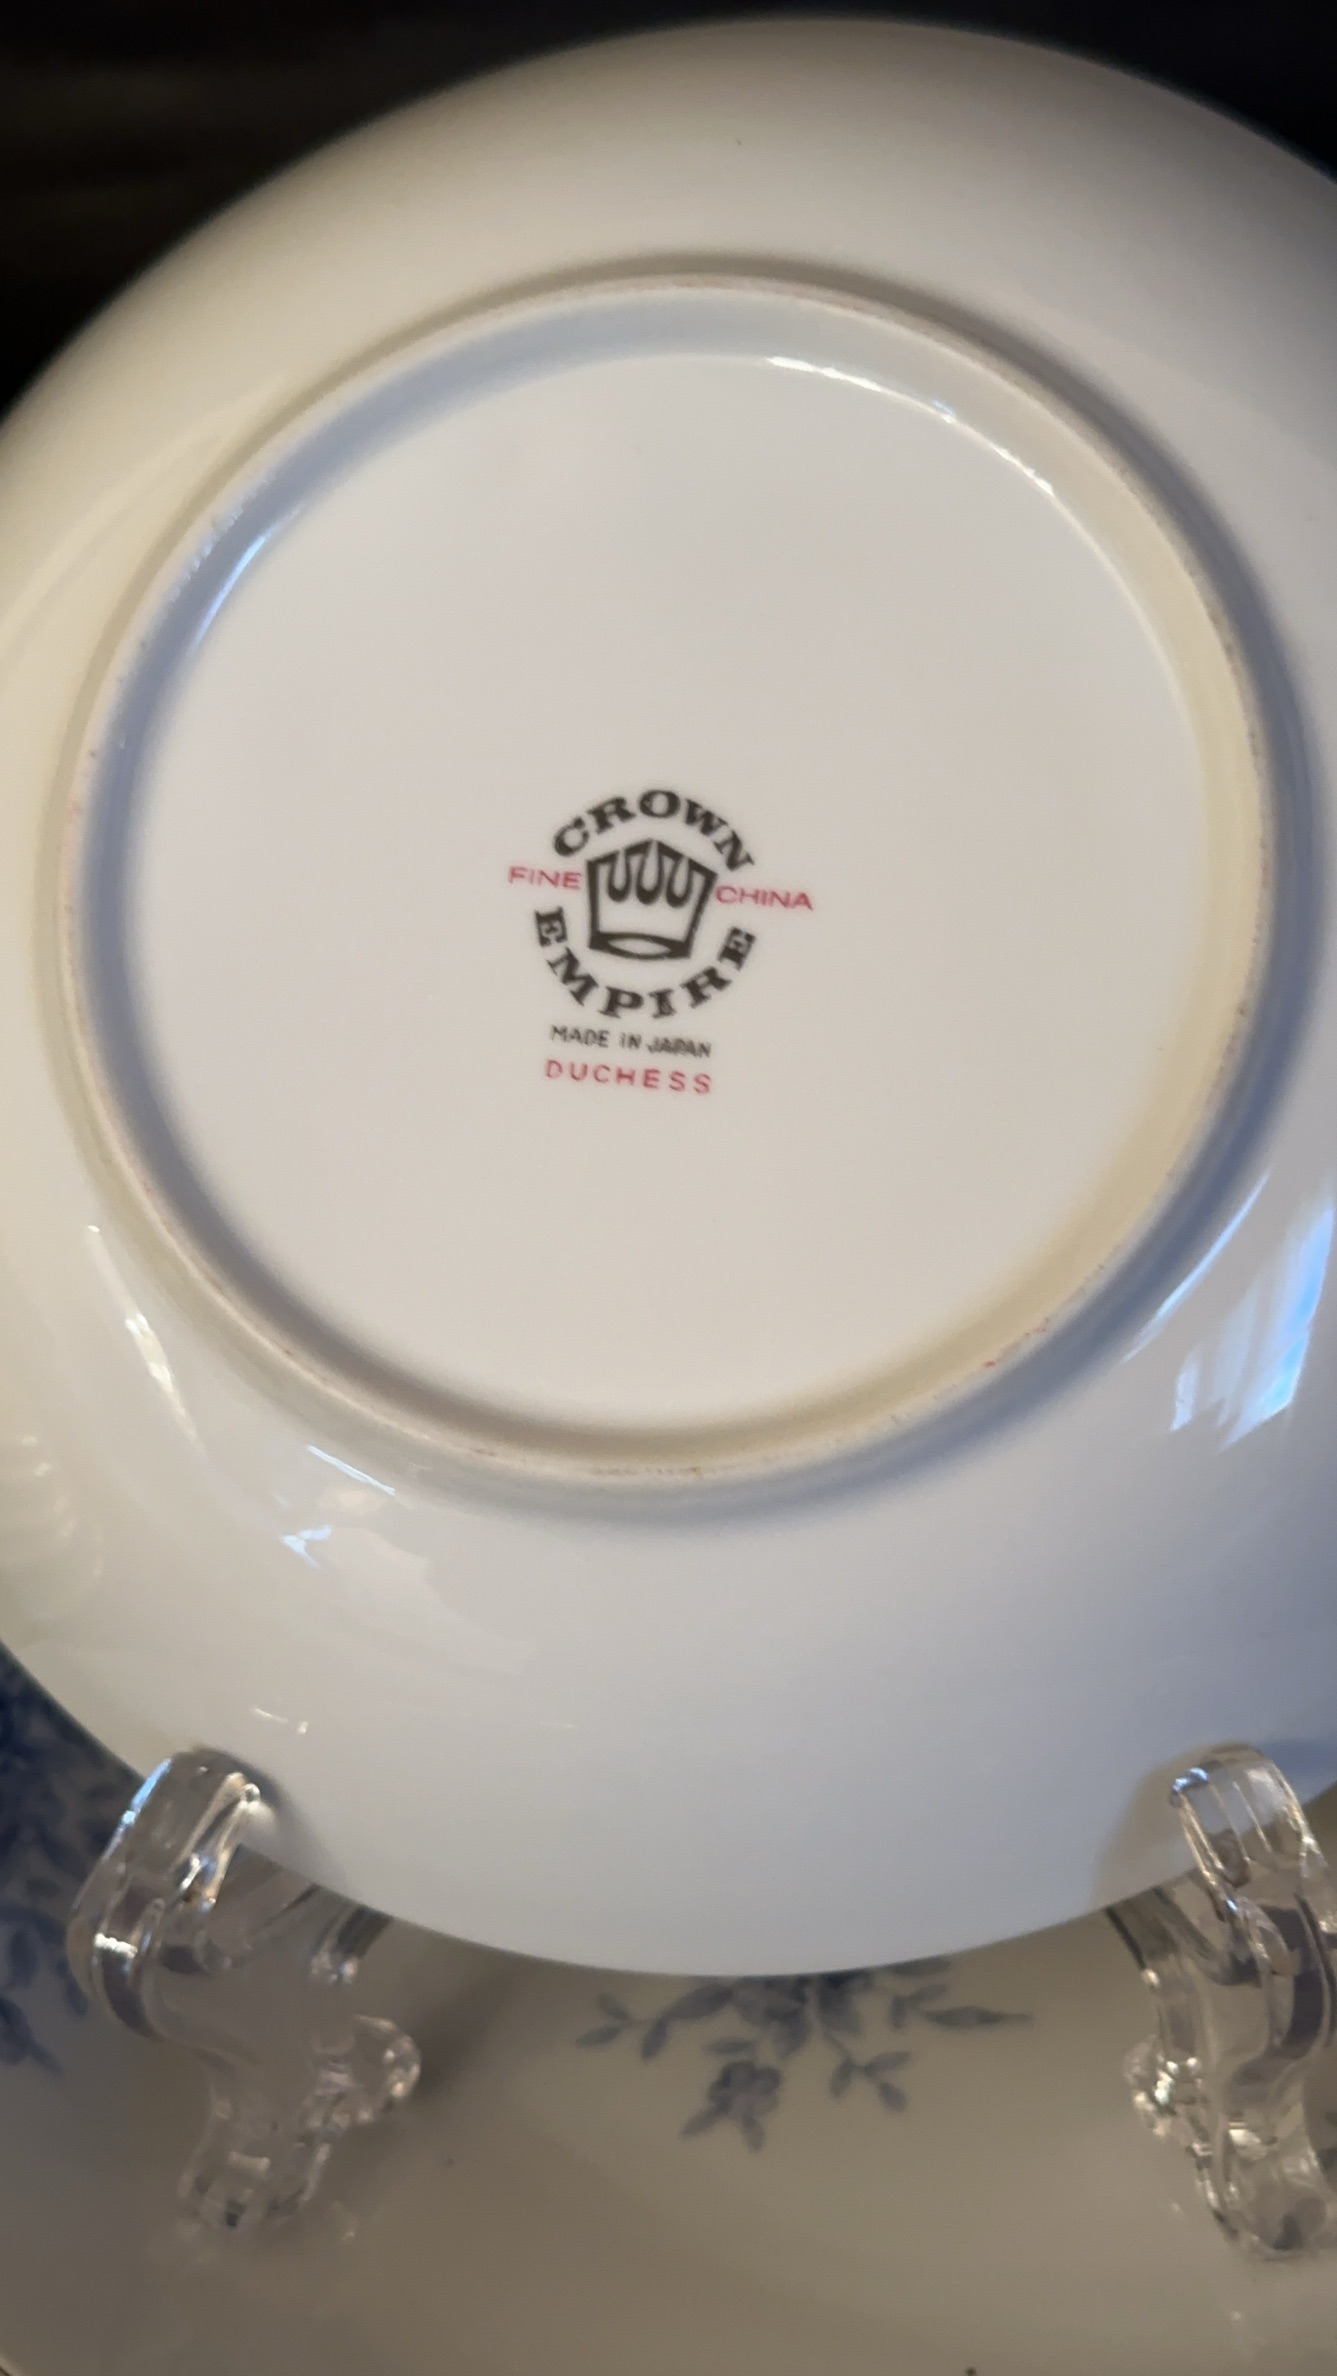 CROWN
FINE CHINA
EMPIRE
MADE IN JAPAN
DUCHESS